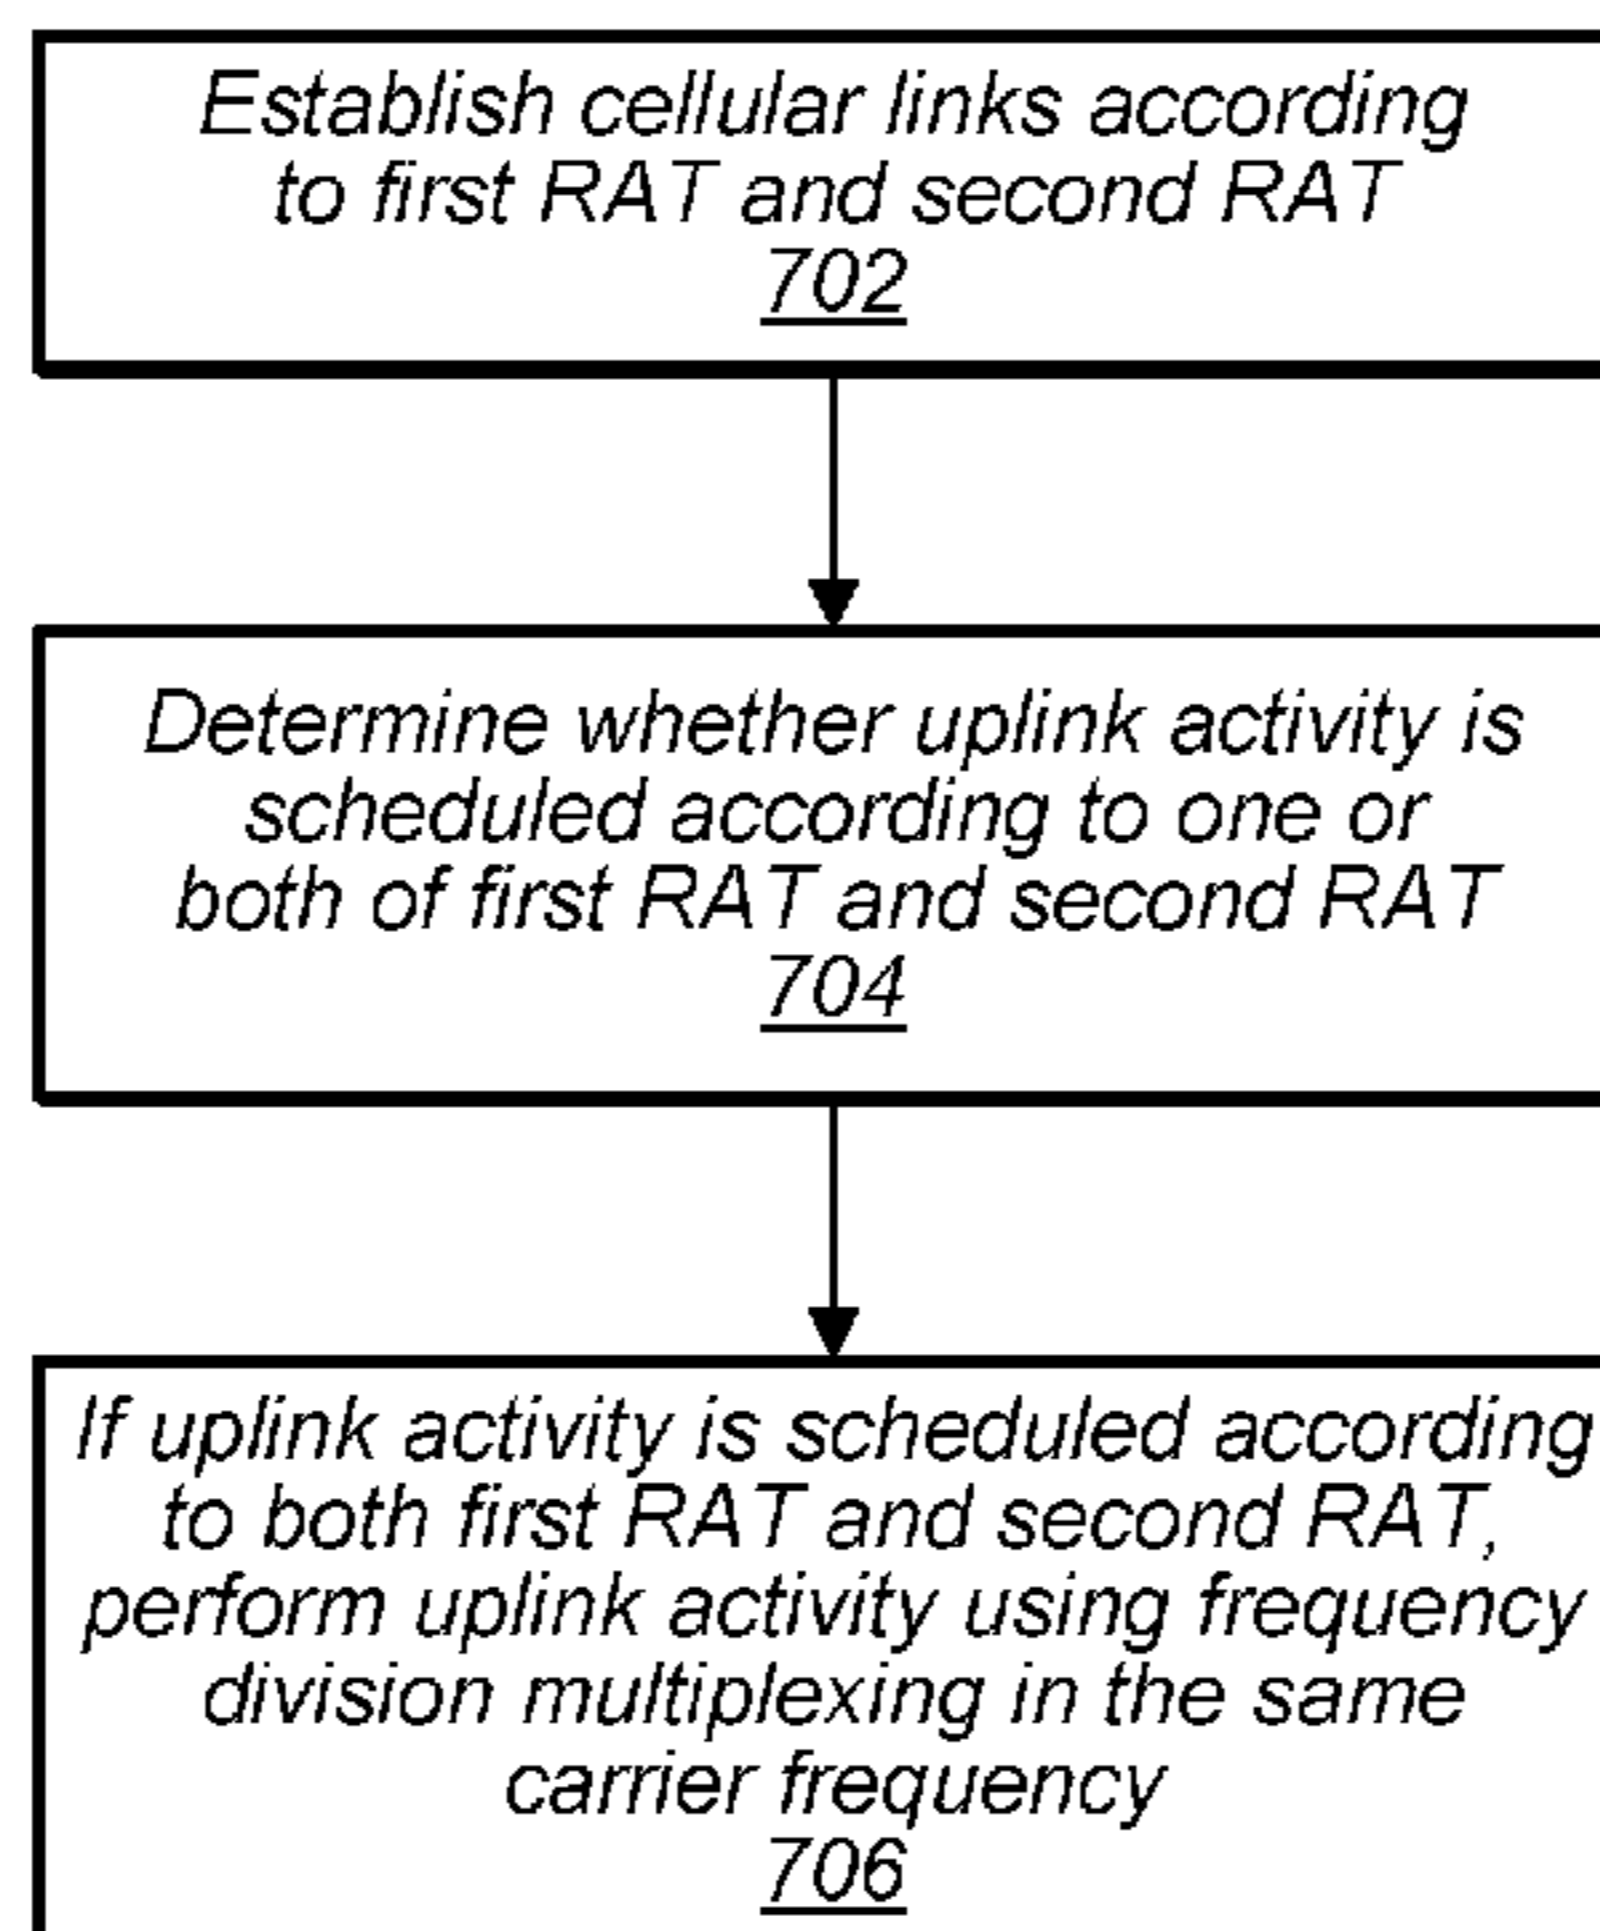 Establish cellular links according
to first RAT and second RAT
702
Determine whether uplink activity is
scheduled according to one or
both of first RAT and second RAT
704
If uplink activity is scheduled according
to both first RAT and second RAT,
perform uplink activity using frequency
division multiplexing in the same
carrier frequency
706